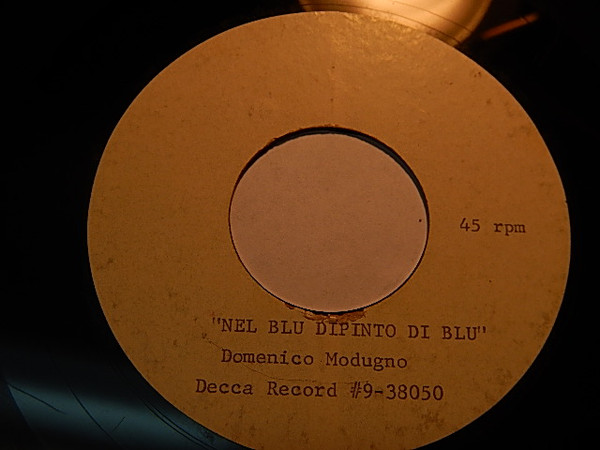 45 rpm
"NEL BLU DIPINTO DI BLU"
Domenico Modugno
Decca Record #9-38050